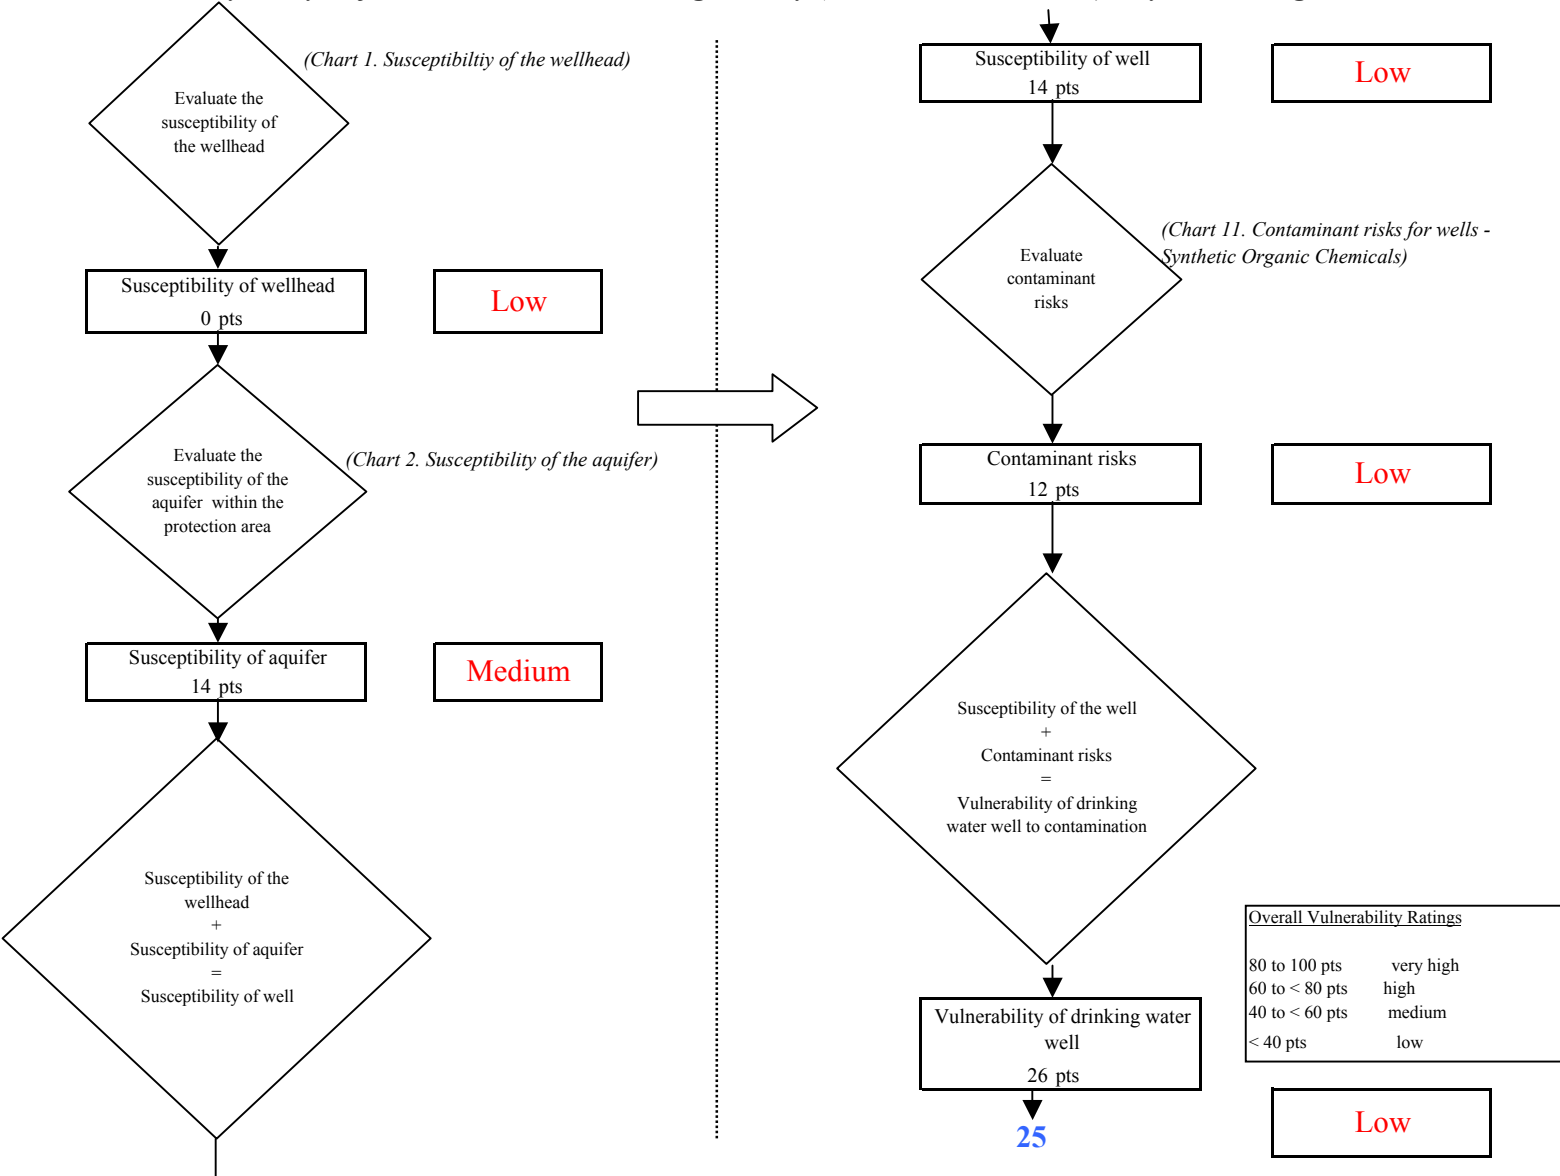 (Chart 1. Susceptibiltiy of the wellhead)
Evaluate the
susceptibility of
the wellhead
Susceptibility of wellhead
0 pts
Low
Evaluate the
susceptibility of the
aquifer within the
protection area
(Chart 2. Susceptibility of the aquifer)
Susceptibility of aquifer
14 pts
Medium
Susceptibility of the
wellhead
+
Susceptibility of aquifer
=
Susceptibility of well
Susceptibility of well
14 pts
Low
(Chart 11. Contaminant risks for wells -
Synthetic Organic Chemicals)
Evaluate
contaminant
risks
Contaminant risks
12 pts
Low
Susceptibility of the well
+
Contaminant risks
=
Vulnerability of drinking
water well to contamination
Overall Vulnerability Ratings
80 to 100 pts very high
60 to < 80 pts high
40 to < 60 pts medium
< 40 pts low
Vulnerability of drinking water
well
26 pts
25
Low